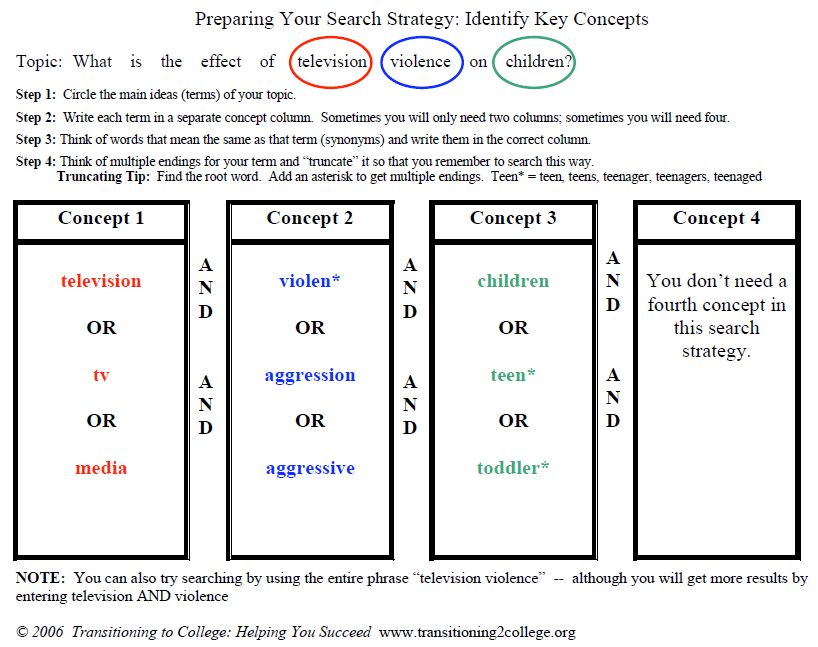 Preparing Your Search Strategy: Identify Key Concepts
Topic: What is the effect of television violence on children?
Step 1: Circle the main ideas (terms) of your topic.
Step 2: Write each term in a separate concept column. Sometimes you will only need two columns; sometimes you will need four.
Step 3: Think of words that mean the same as that term (synonyms) and write them in the correct column.
Step 4: Think of multiple endings for your term and “truncate” it so that you remember to search this way.
Truncating Tip: Find the root word. Add an asterisk to get multiple endings. Teen* = teen, teens, teenager, teenagers, teenaged
Concept 1
television
OR
tv
OR
media
AND
AND
Concept 2
violen*
OR
aggression
OR
aggressive
AND
AND
Concept 3
children
OR
teen*
OR
toddler*
AND
AND
Concept 4
You don’t need a
fourth concept in
this search
strategy.
NOTE: You can also try searching by using the entire phrase “television violence” -- although you will get more results by
entering television AND violence
© 2006 Transitioning to College: Helping You Succeed www.transitioning2college.org